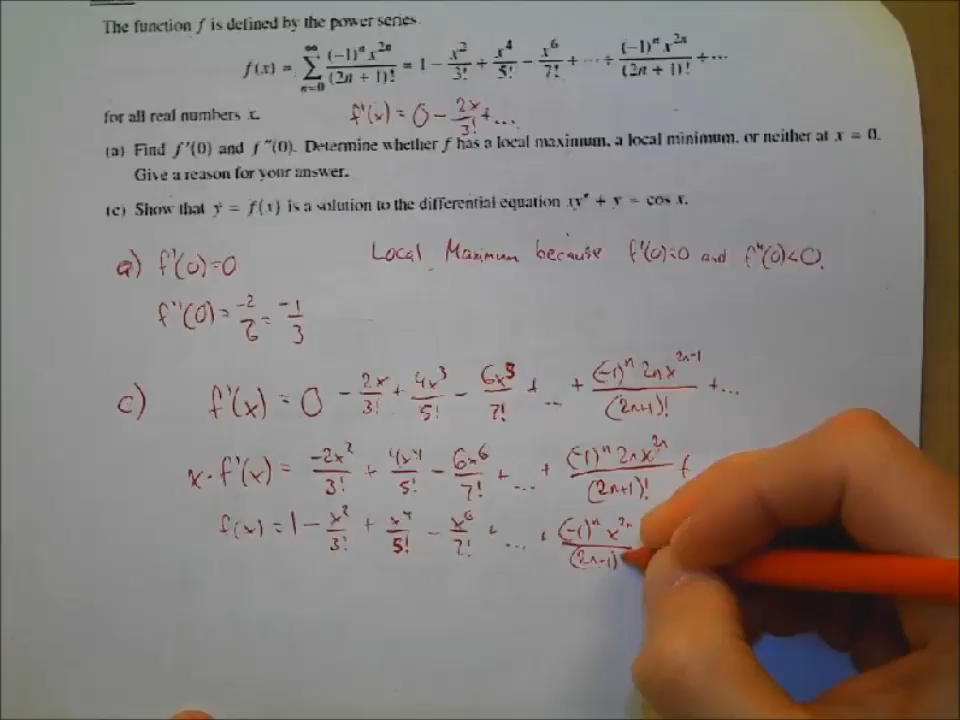 The function f is defined by the power series
f(x) = ∑_{n=0}^{∞} (-1)^n x^{2n} / (2n + 1)! = 1 - x^2/3! + x^4/5! - x^6/7! + ··· + (-1)^n x^{2n} / (2n + 1)! + ···
for all real numbers x.
f'(x) = 0 - 2x/3! + ...
(a) Find f'(0) and f''(0). Determine whether f has a local maximum, a local minimum, or neither at x = 0.
Give a reason for your answer.
(c) Show that y = f(x) is a solution to the differential equation xy' + y = cos x.
a) f'(0)=0 Local Maximum because f'(0)=0 and f''(0)<0.
f''(0) = -2/6 = -1/3
c) f'(x) = 0 - 2x/3! + 4x^3/5! - 6x^5/7! + ... + (-1)^n 2n x^{2n-1} / (2n+1)! + ...
x · f'(x) = -2x^2/3! + 4x^4/5! - 6x^6/7! + ... + (-1)^n 2n x^{2n} / (2n+1)! +
f(x) = 1 - x^2/3! + x^4/5! - x^6/7! + ... + (-1)^n x^{2n} / (2n+1)